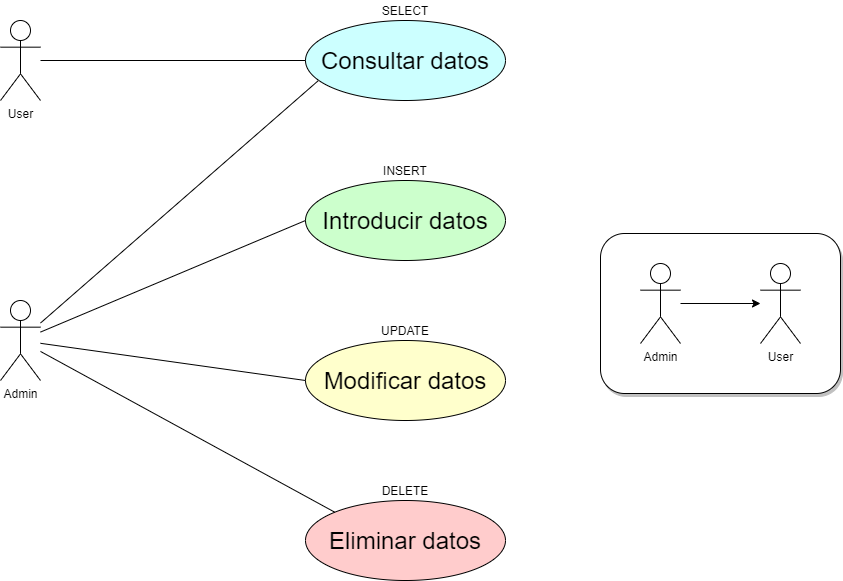 SELECT
Consultar datos
User
INSERT
Introducir datos
UPDATE
Modificar datos
Admin
DELETE
Eliminar datos
Admin
User